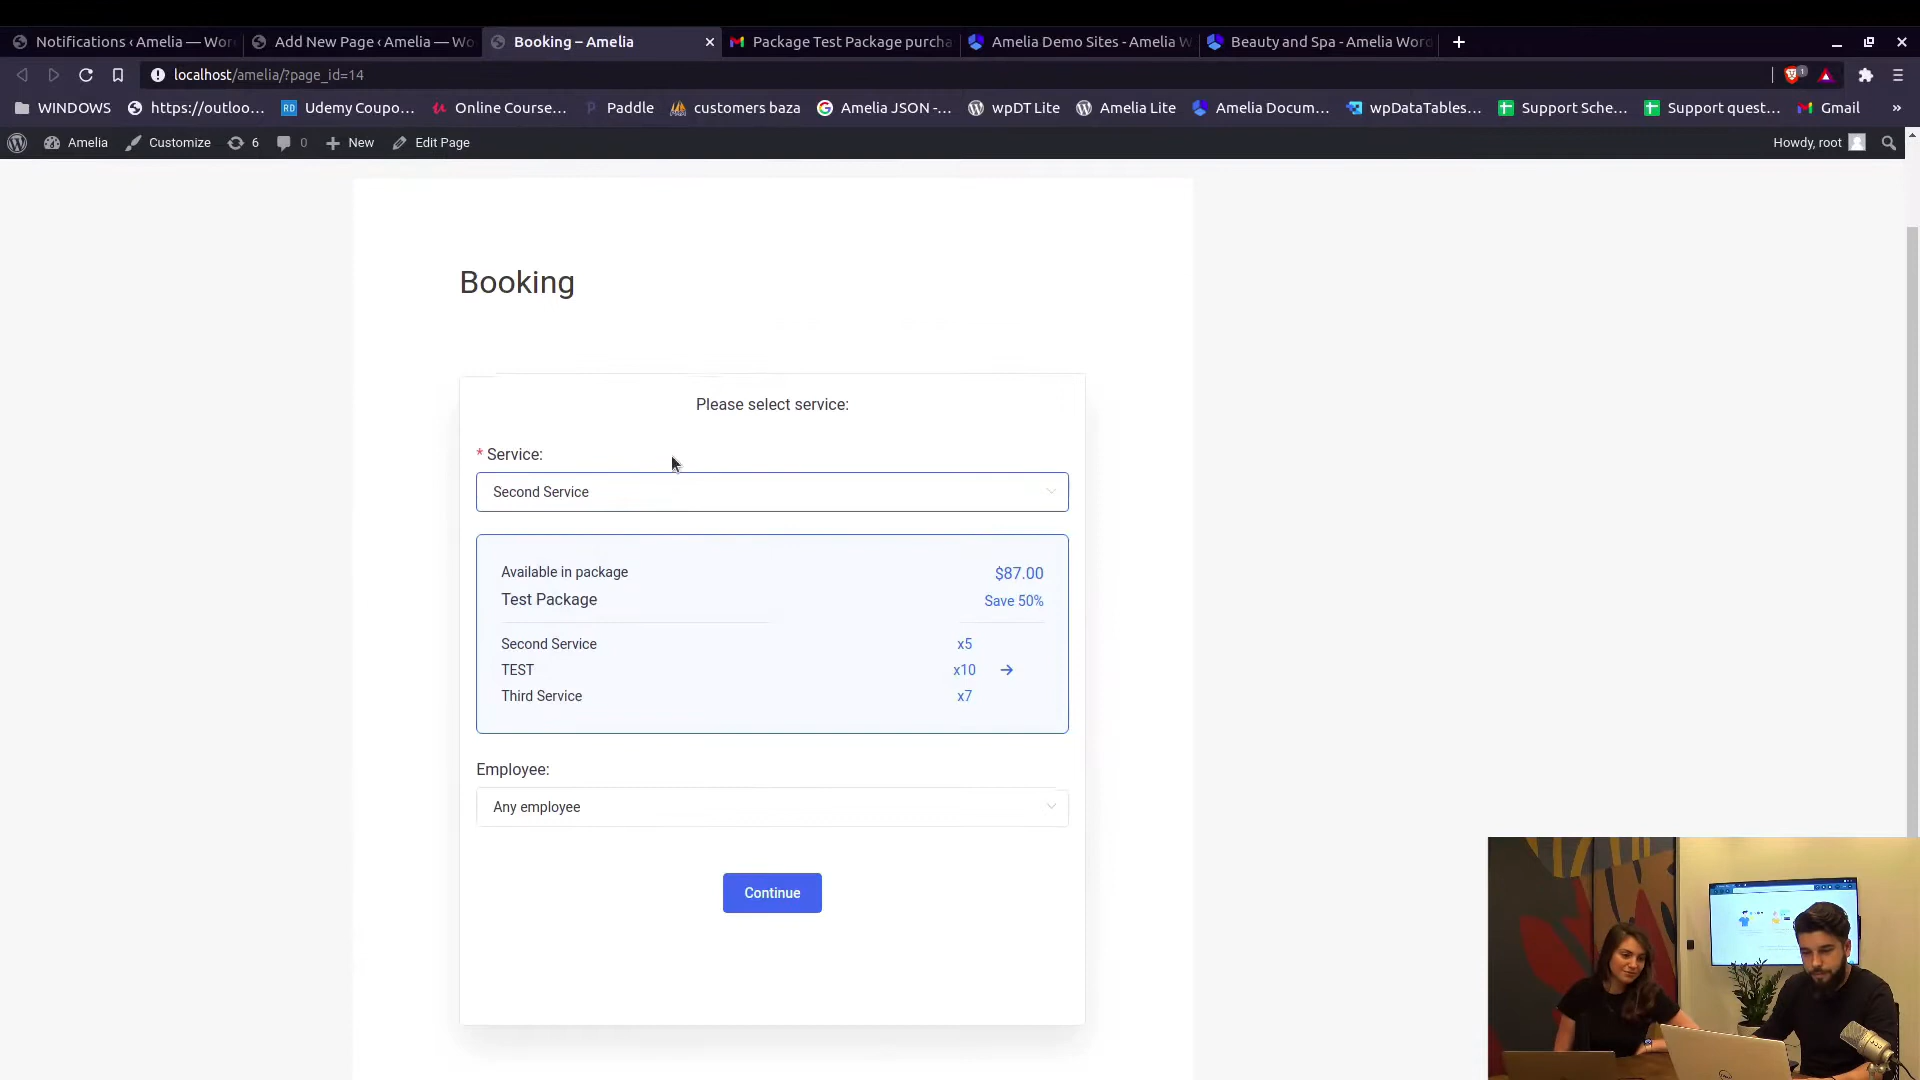 Notifications ‹ Amelia — Wor
Add New Page ‹ Amelia — Wo
Booking – Amelia
Package Test Package purcha
Amelia Demo Sites - Amelia W
Beauty and Spa - Amelia Word
localhost/amelia/?page_id=14
1
WINDOWS
https://outloo...
RD
Udemy Coupo...
Online Course...
Paddle
customers baza
Amelia JSON -...
wpDT Lite
Amelia Lite
Amelia Docum...
wpDataTables...
Support Sche...
Support quest...
Gmail
»
Amelia
Customize
6
0
New
Edit Page
Howdy, root
Booking
Please select service:
* Service:
Second Service
Available in package
$87.00
Test Package
Save 50%
Second Service
x5
TEST
x10
Third Service
x7
Employee:
Any employee
Continue